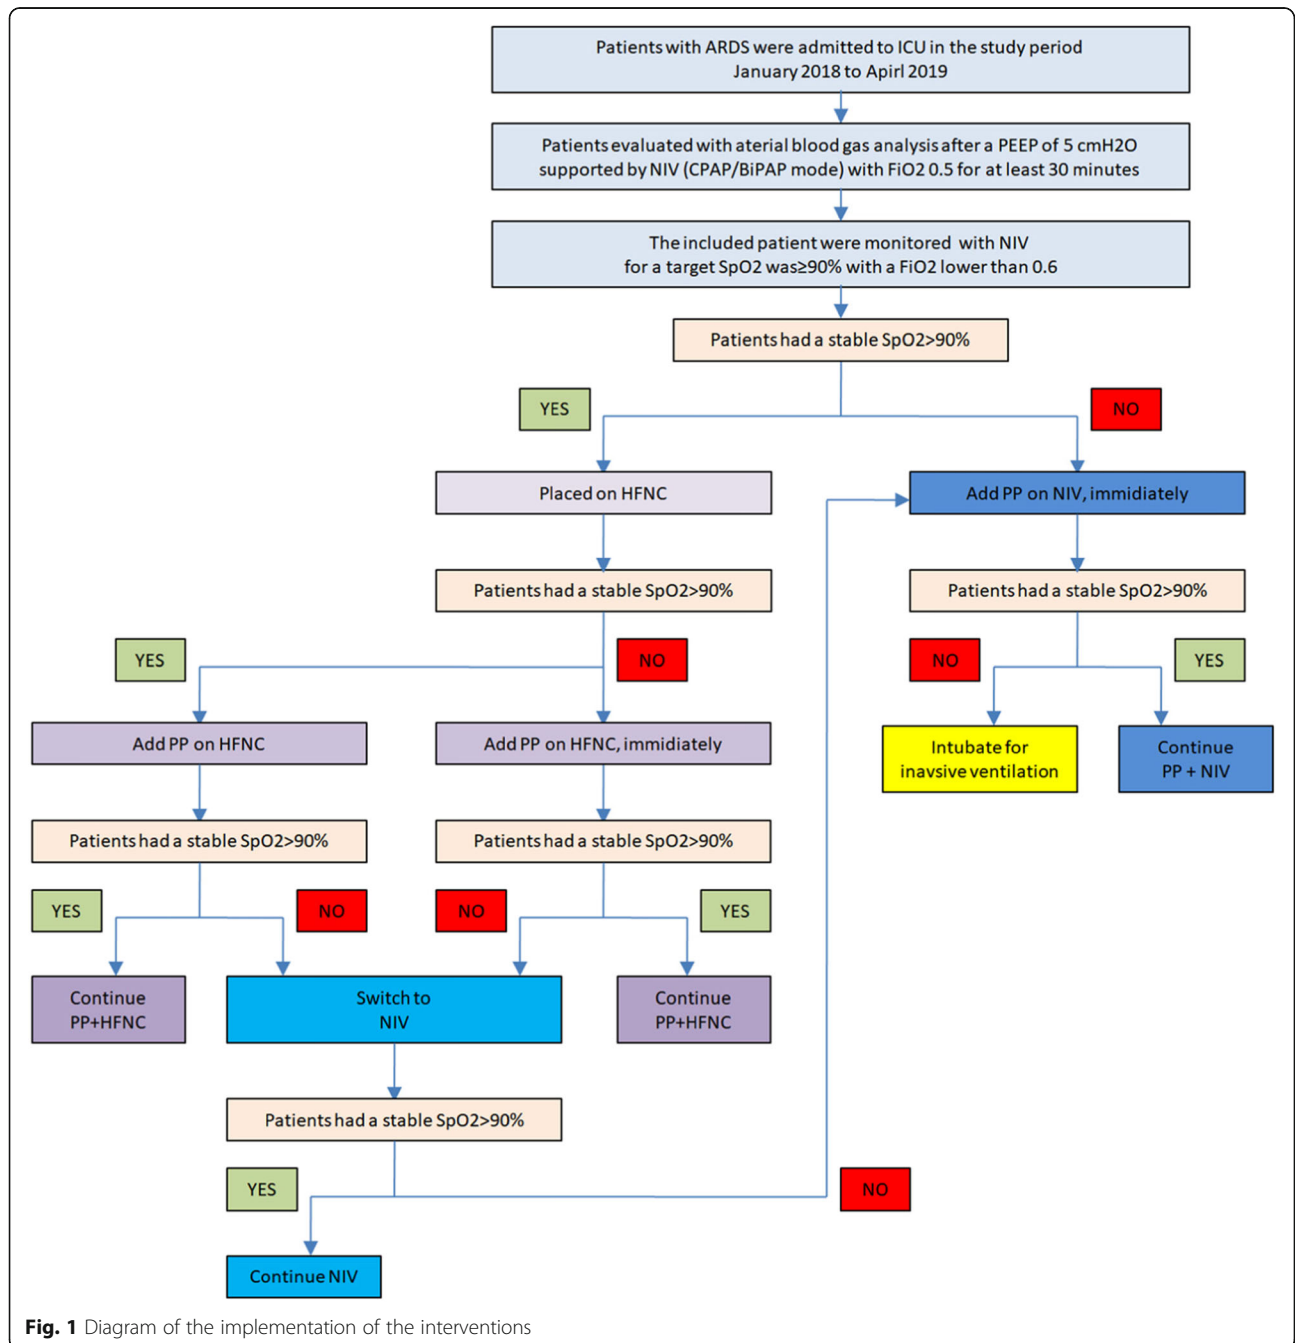 Patients with ARDS were admitted to ICU in the study period
January 2018 to Apirl 2019
Patients evaluated with aterial blood gas analysis after a PEEP of 5 cmH2O
supported by NIV (CPAP/BiPAP mode) with FiO2 0.5 for at least 30 minutes
The included patient were monitored with NIV
for a target SpO2 was≥90% with a FiO2 lower than 0.6
Patients had a stable SpO2>90%
YES
NO
Placed on HFNC
Add PP on NIV, immidiately
Patients had a stable SpO2>90%
Patients had a stable SpO2>90%
YES
NO
NO
YES
Add PP on HFNC
Add PP on HFNC, immidiately
Intubate for
inavsive ventilation
Continue
PP + NIV
Patients had a stable SpO2>90%
Patients had a stable SpO2>90%
YES
NO
NO
YES
Continue
PP+HFNC
Switch to
NIV
Continue
PP+HFNC
Patients had a stable SpO2>90%
YES
NO
Continue NIV
Fig. 1 Diagram of the implementation of the interventions